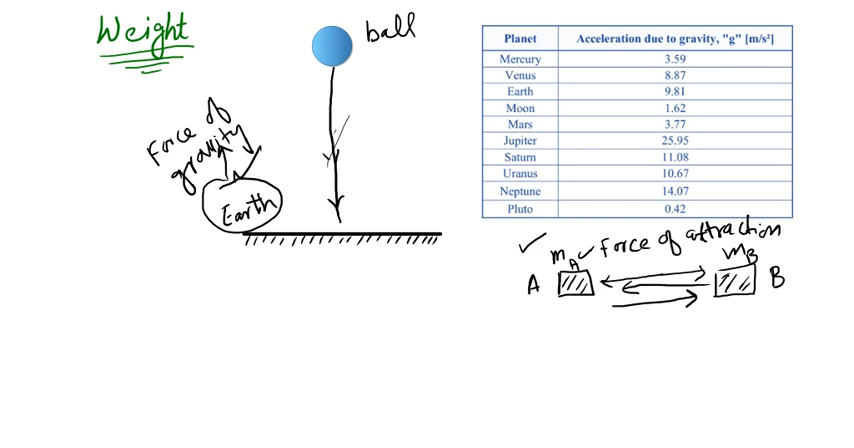 Weight
ball
Force of
gravity
Earth
Planet Acceleration due to gravity, "g" [m/s²]
Mercury 3.59
Venus 8.87
Earth 9.81
Moon 1.62
Mars 3.77
Jupiter 25.95
Saturn 11.08
Uranus 10.67
Neptune 14.07
Pluto 0.42
Force of attraction
m_A m_B
A B